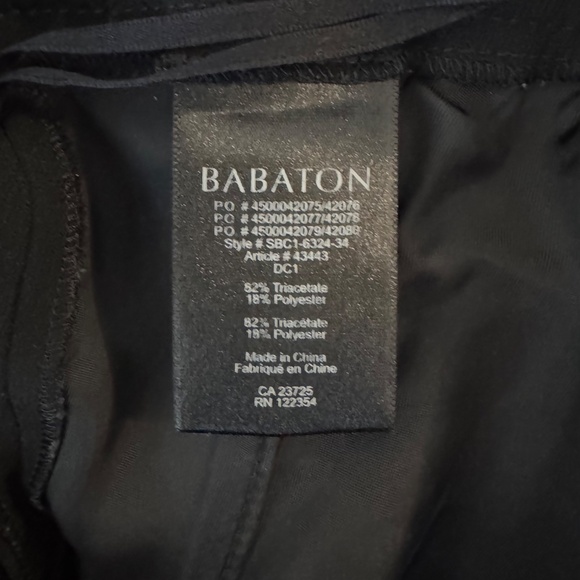 BABATON
P.O. # 4500042075/42076
P.O. # 4500042077/42078
P.O. # 4500042079/42080
Style # SBC1-6324-34
Article # 43443
DC1
82% Triacetate
18% Polyester
82% Triacétate
18% Polyester
Made in China
Fabriqué en Chine
CA 23725
RN 122354